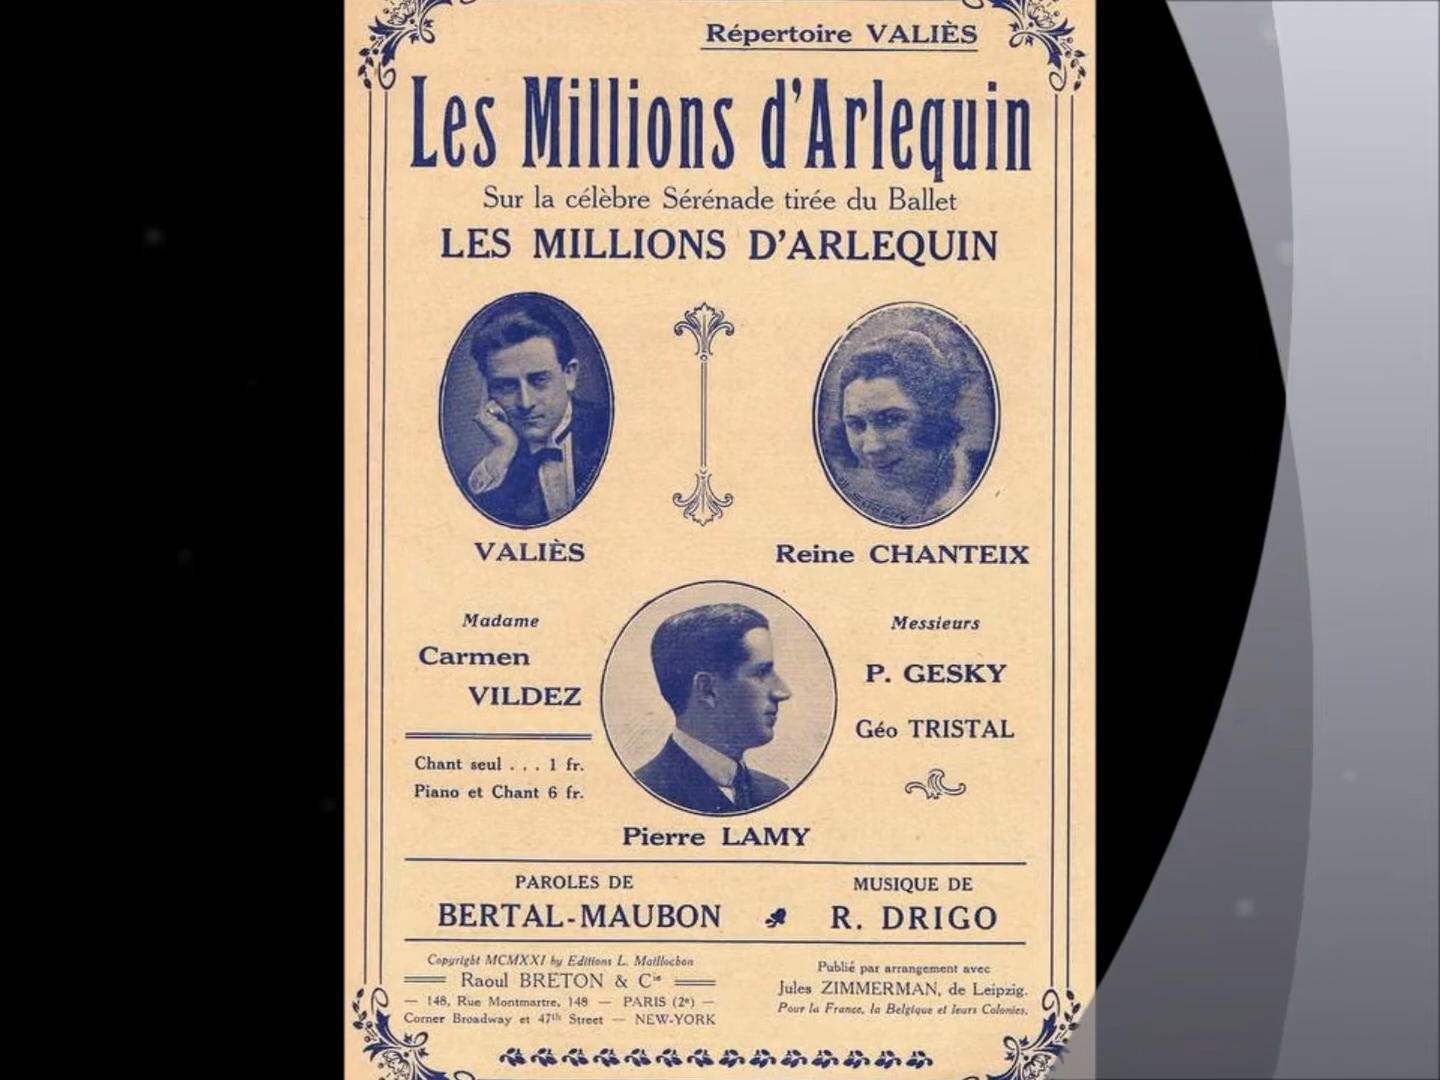 Répertoire VALIÈS
Les Millions d'Arlequin
Sur la célèbre Sérénade tirée du Ballet
LES MILLIONS D'ARLEQUIN
VALIÈS
Reine CHANTEIX
Madame
Carmen
VILDEZ
Chant seul . . . 1 fr.
Piano et Chant 6 fr.
Messieurs
P. GESKY
Géo TRISTAL
Pierre LAMY
PAROLES DE
BERTAL-MAUBON
MUSIQUE DE
R. DRIGO
Copyright MCMXXI by Editions L. Maillochon
Raoul BRETON & Cie
— 148, Rue Montmartre, 148 — PARIS (2e) —
Corner Broadway et 47th Street — NEW-YORK
Publié par arrangement avec
Jules ZIMMERMAN, de Leipzig.
Pour la France, la Belgique et leurs Colonies.